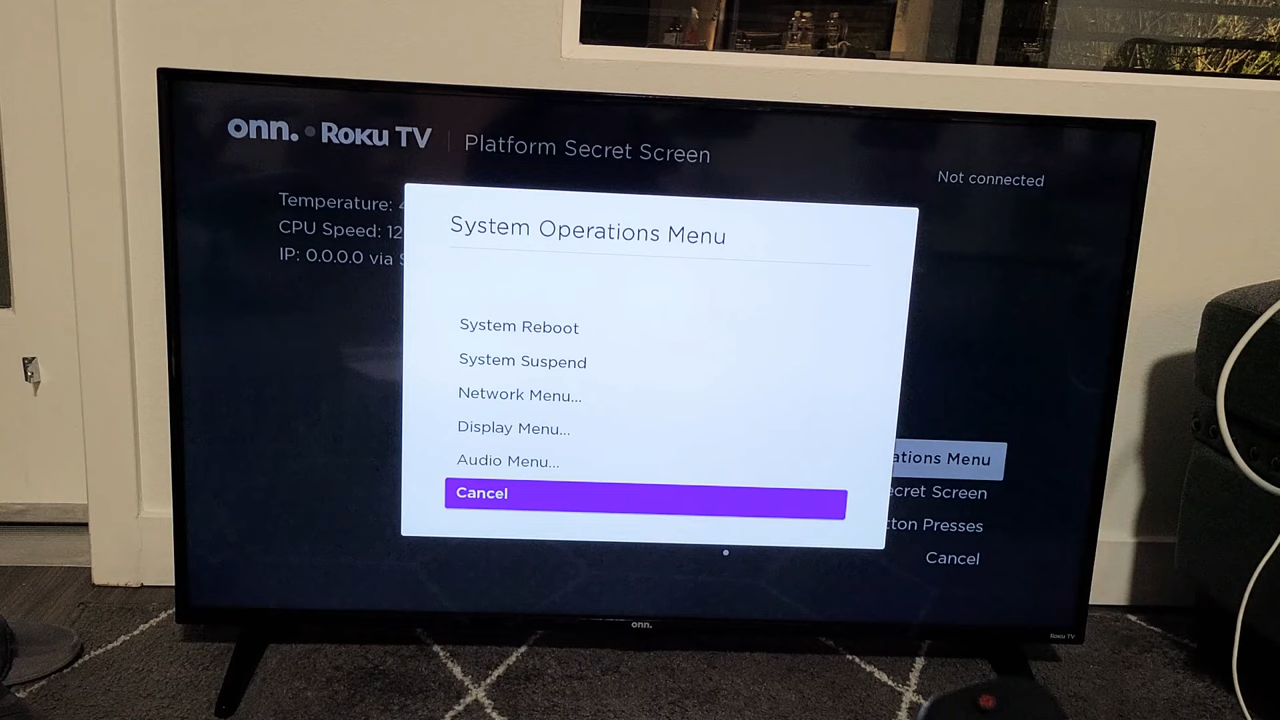 onn. • Roku TV | Platform Secret Screen
Not connected
Temperature:
CPU Speed: 12
IP: 0.0.0.0 via
System Operations Menu
System Reboot
System Suspend
Network Menu...
Display Menu...
Audio Menu...
Cancel
ations Menu
ecret Screen
ton Presses
Cancel
onn.
Roku TV